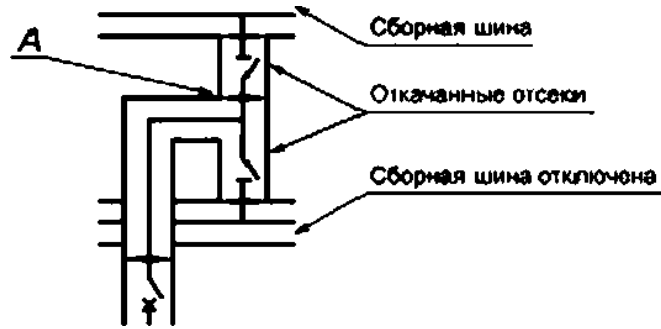 Сборная шина
А
Откачанные отсеки
Сборная шина отключена